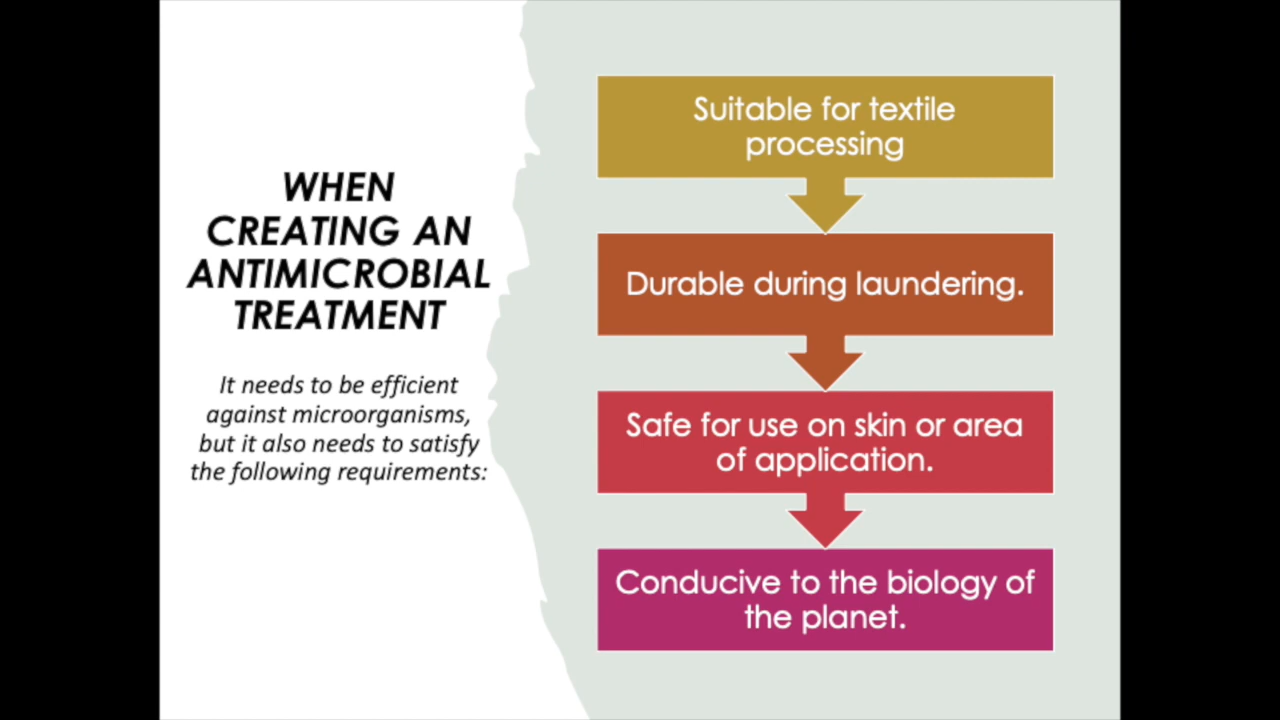 WHEN
CREATING AN
ANTIMICROBIAL
TREATMENT
It needs to be efficient
against microorganisms,
but it also needs to satisfy
the following requirements:
Suitable for textile
processing
Durable during laundering.
Safe for use on skin or area
of application.
Conducive to the biology of
the planet.